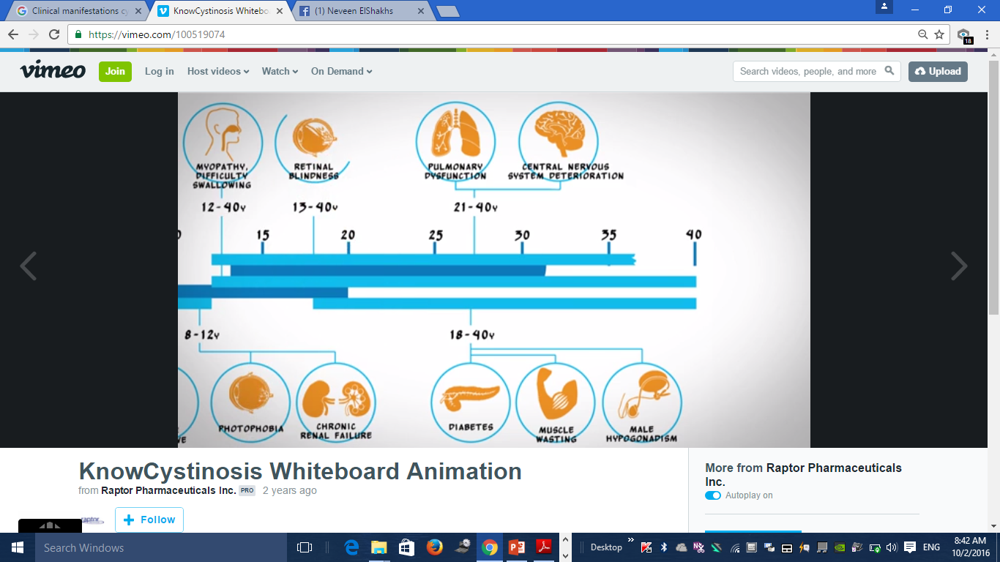 Clinical manifestations cy
KnowCystinosis Whitebo
(1) Neveen ElShakhs
https://vimeo.com/100519074
18
vimeo
Join
Log in
Host videos
Watch
On Demand
Search videos, people, and more
Upload
MYOPATHY,
DIFFICULTY
SWALLOWING
RETINAL
BLINDNESS
PULMONARY
DYSFUNCTION
CENTRAL NERVOUS
SYSTEM DETERIORATION
12-40y
13-40y
21-40y
15
20
25
30
35
40
8-12y
18-40y
PHOTOPHOBIA
CHRONIC
RENAL FAILURE
DIABETES
MUSCLE
WASTING
MALE
HYPOGONADISM
KnowCystinosis Whiteboard Animation
from Raptor Pharmaceuticals Inc. PRO 2 years ago
raptor
Follow
More from Raptor Pharmaceuticals
Inc.
Autoplay on
Search Windows
Desktop
ENG
8:42 AM
10/2/2016